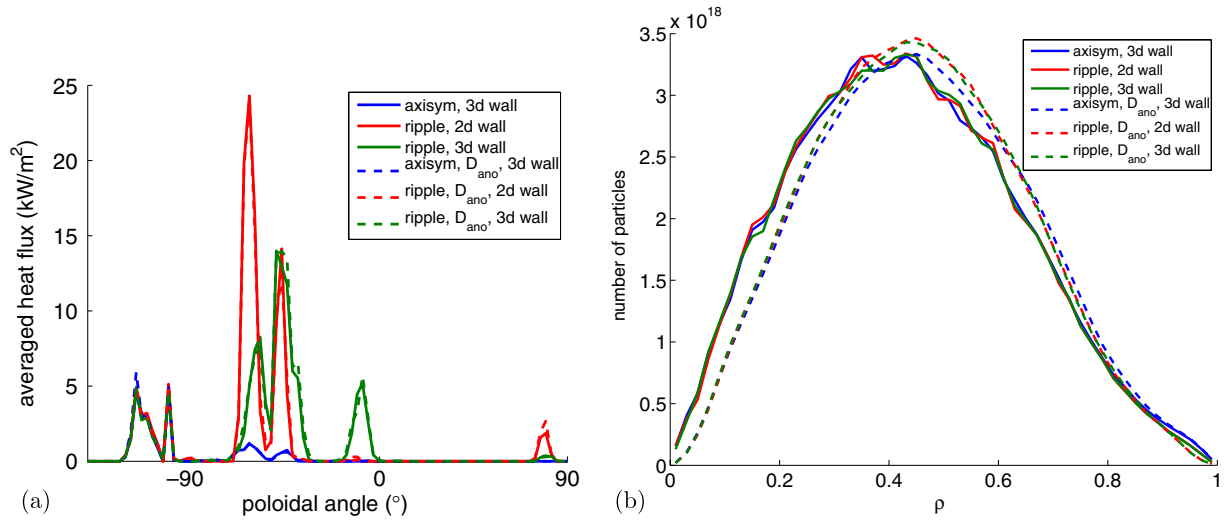 25
20
15
10
5
0
averaged heat flux (kW/m²)
axisym, 3d wall
ripple, 2d wall
ripple, 3d wall
axisym, D_ano, 3d wall
ripple, D_ano, 2d wall
ripple, D_ano, 3d wall
−90
0
90
poloidal angle (°)
(a)
x 10^18
3.5
3
2.5
2
1.5
1
0.5
0
number of particles
axisym, 3d wall
ripple, 2d wall
ripple, 3d wall
axisym, D_ano, 3d wall
ripple, D_ano, 2d wall
ripple, D_ano, 3d wall
0
0.2
0.4
0.6
0.8
1
ρ
(b)